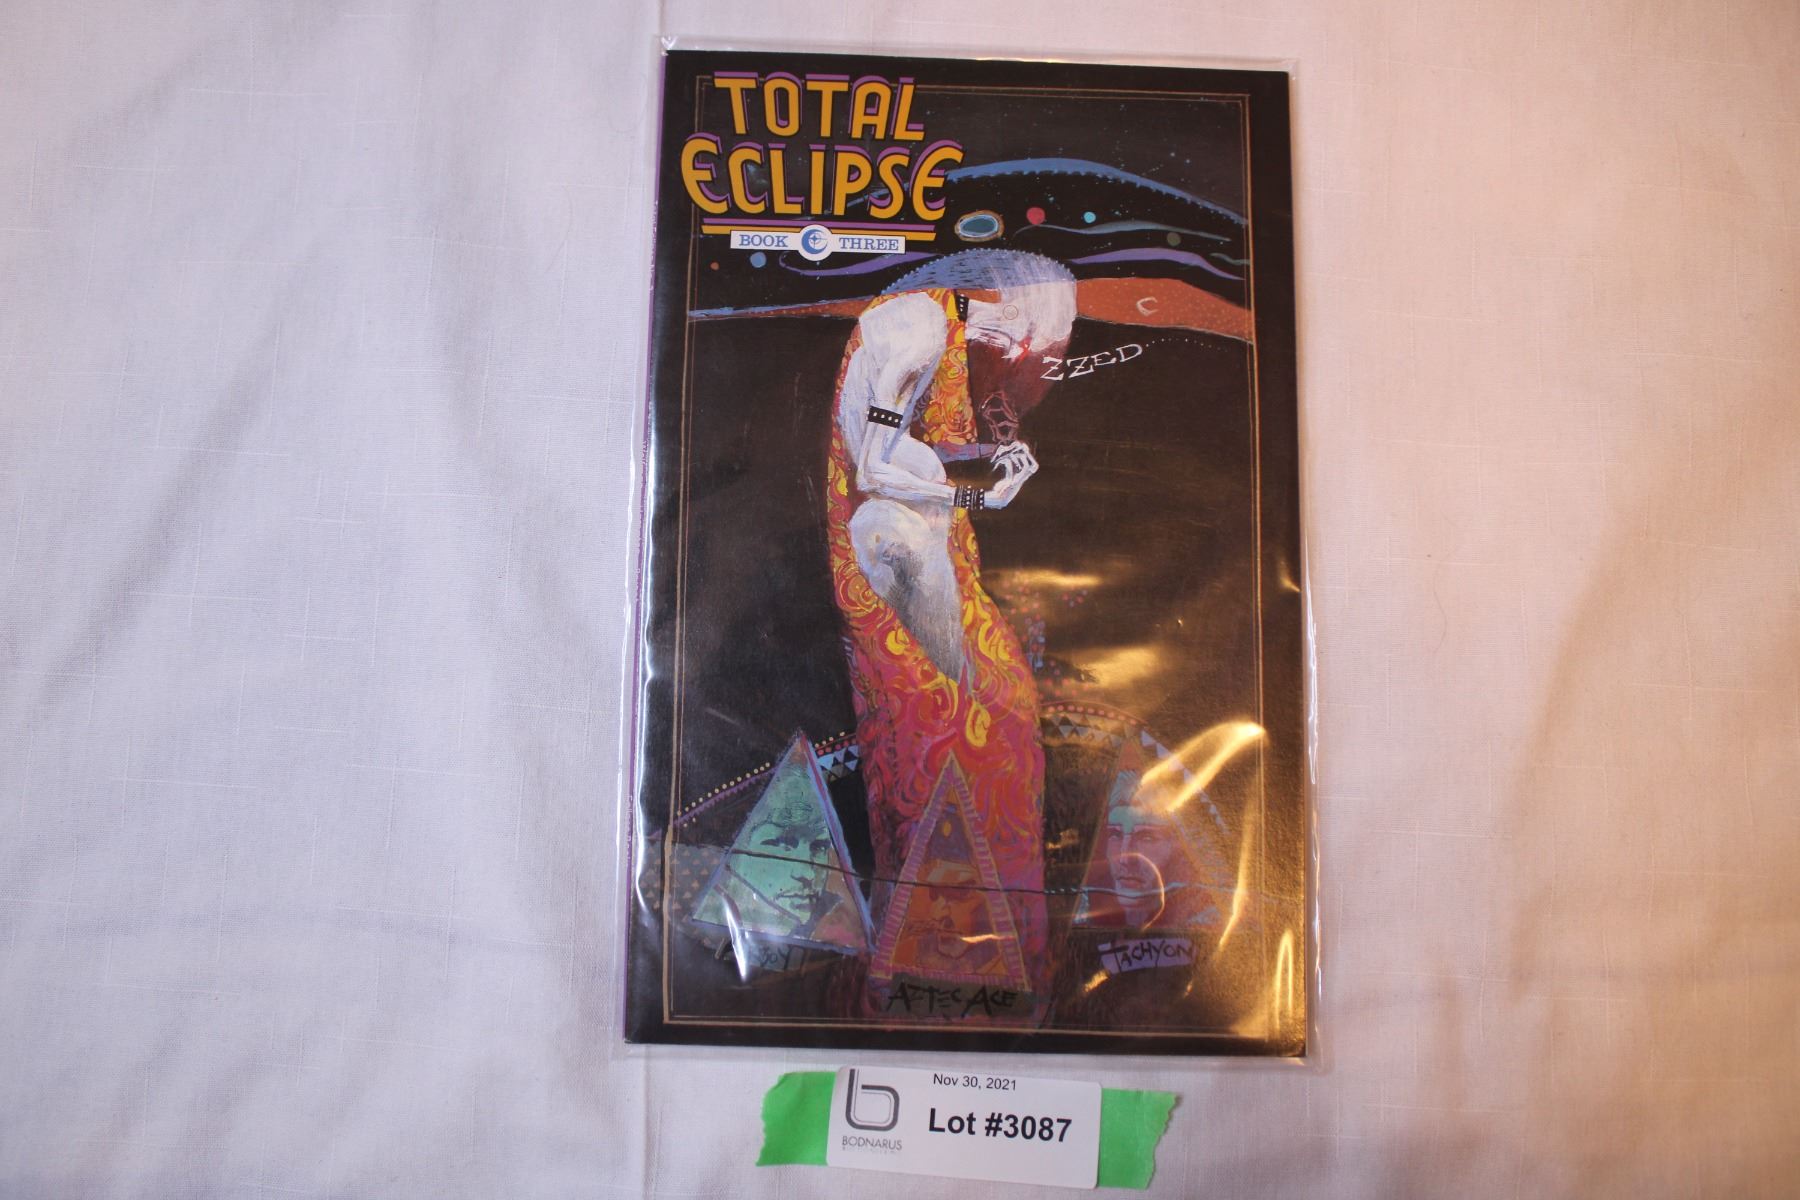 TOTAL
ECLIPSE
BOOK THREE
ZZED
TACHYON
AZTEC ACE
Nov 30, 2021
Lot #3087
BODNARUS